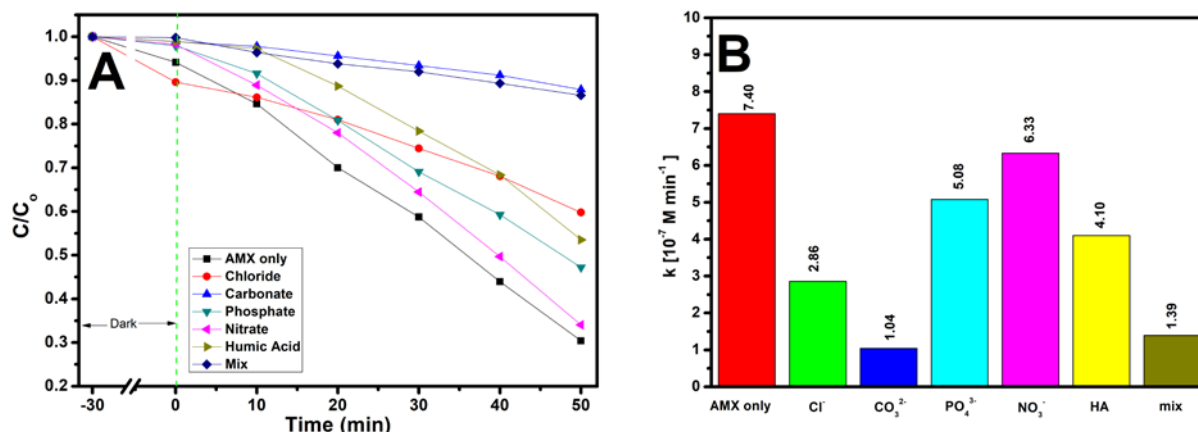 A
C/C₀
1.0
0.9
0.8
0.7
0.6
0.5
0.4
0.3
0.2
AMX only
Chloride
Carbonate
Phosphate
Nitrate
Humic Acid
Mix
Dark
-30 0 10 20 30 40 50
Time (min)
B
k [10⁻⁷ M min⁻¹]
10
9
8
7
6
5
4
3
2
1
0
7.40
2.86
1.04
5.08
6.33
4.10
1.39
AMX only Cl⁻ CO₃²⁻ PO₄³⁻ NO₃⁻ HA mix